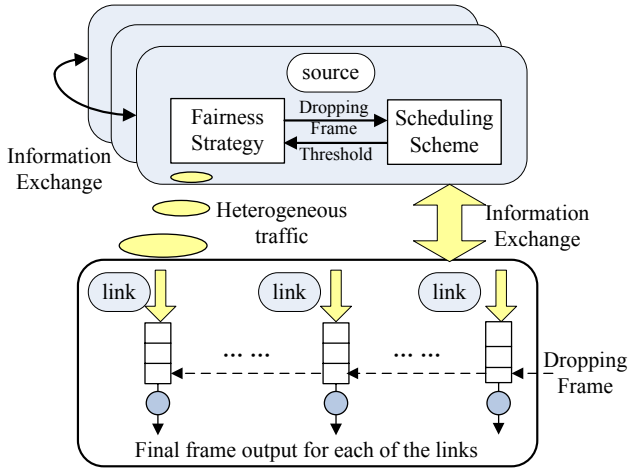 source
Fairness
Strategy
Dropping
Frame
Threshold
Scheduling
Scheme
Information
Exchange
Heterogeneous
traffic
Information
Exchange
link
link
link
... ...
... ...
Dropping
Frame
Final frame output for each of the links